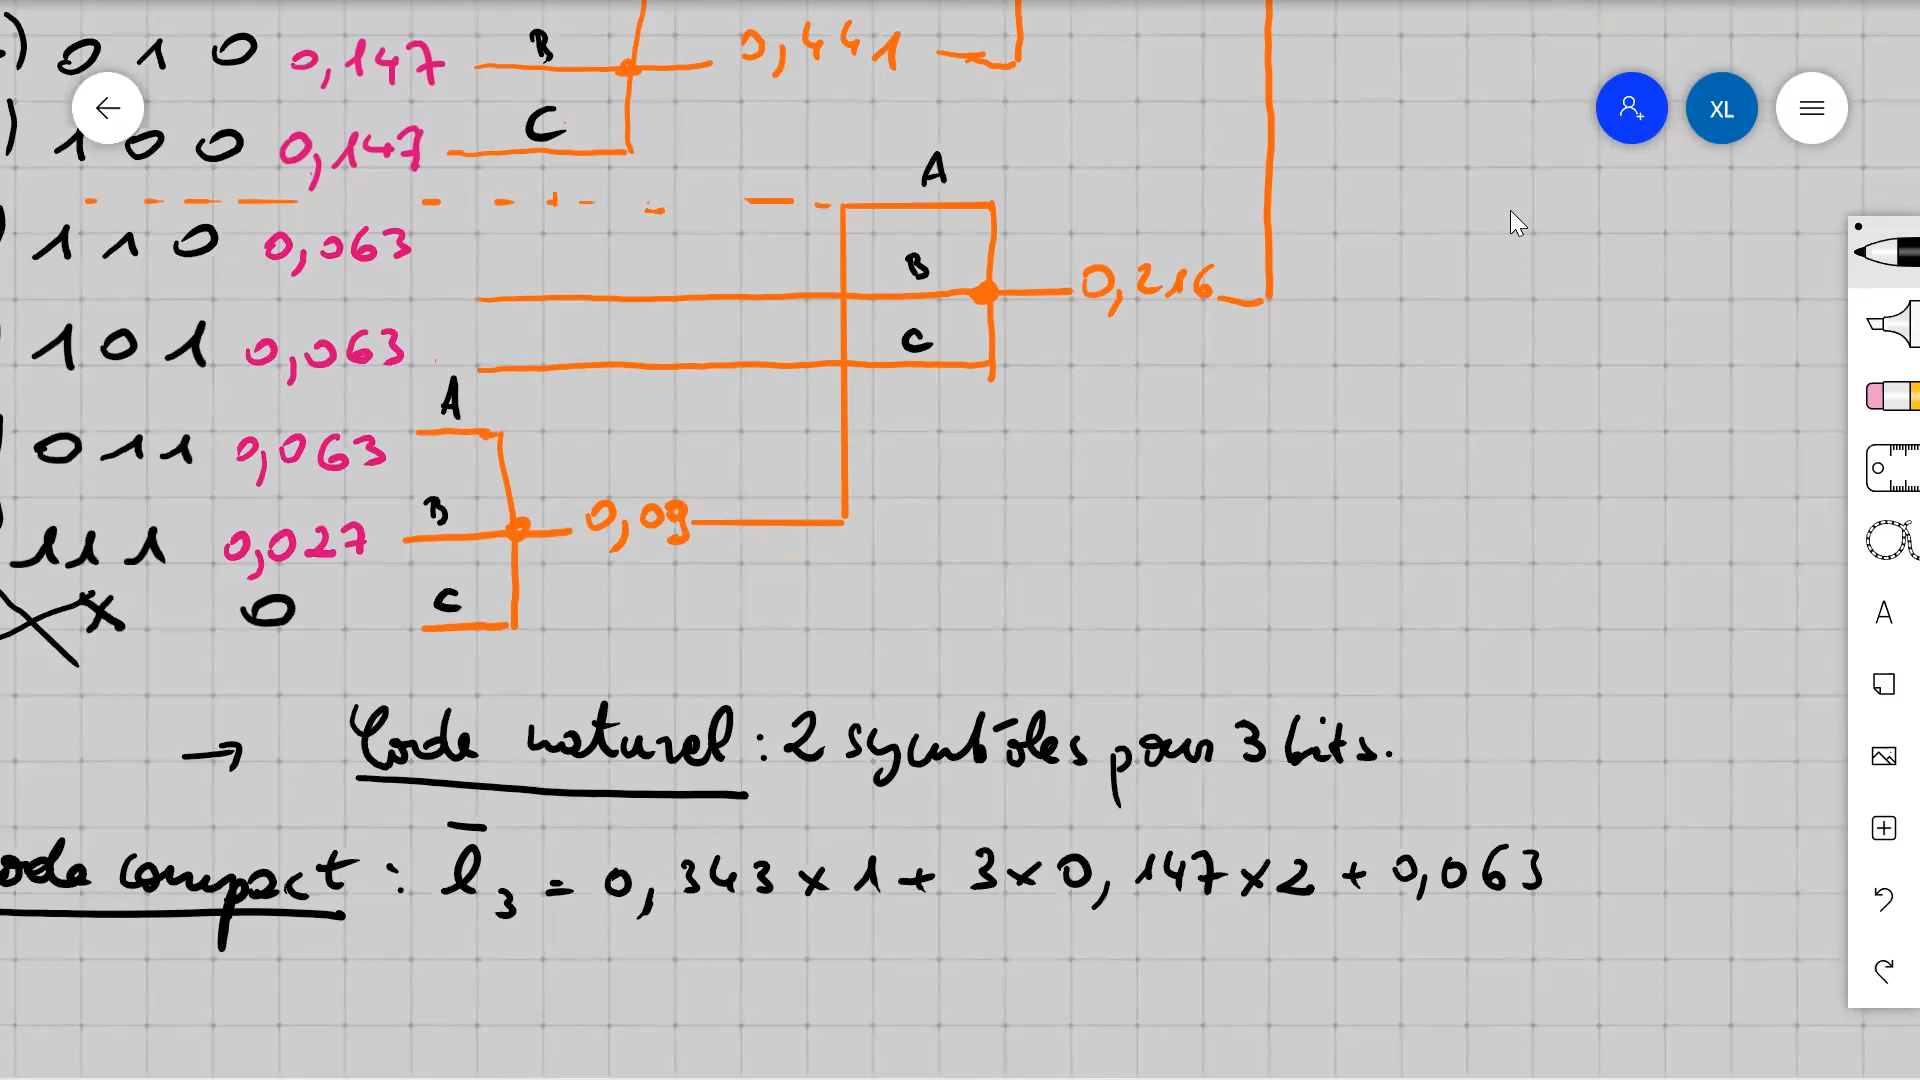 ) 0 1 0 0,147 B 0,441
) 1 0 0 0,147 C
A
1 1 0 0,063 B 0,216
1 0 1 0,063 C
A
0 1 1 0,063
B
1 1 1 0,027 0,09
X 0 C
→ Code naturel : 2 symbôles pour 3 bits.
ode compact : l̅3 = 0,343 x 1 + 3 x 0,147 x 2 + 0,063
XL
A